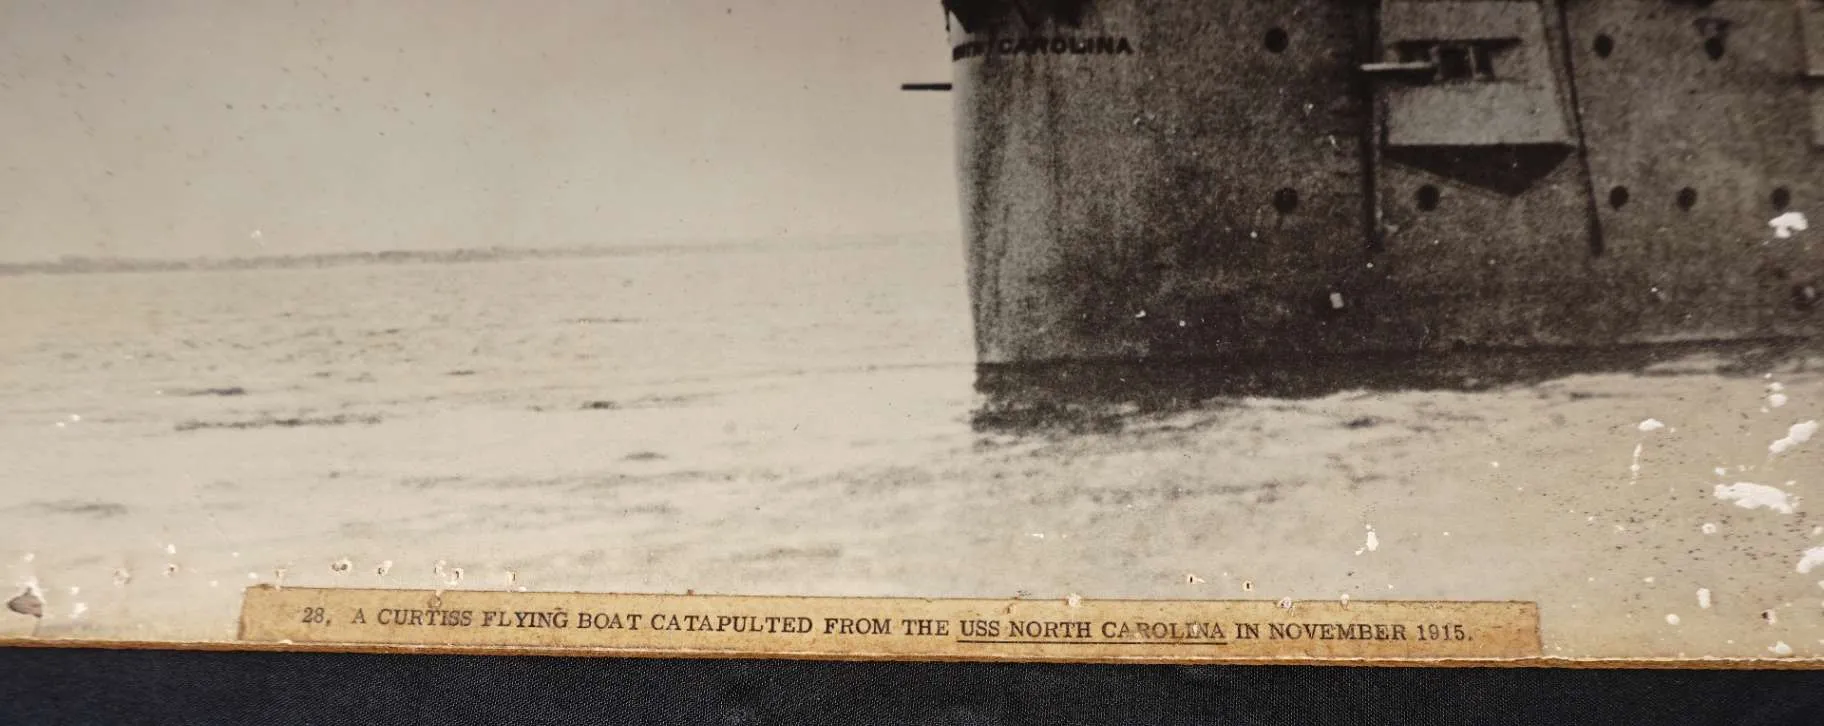 CAROLINA
28. A CURTISS FLYING BOAT CATAPULTED FROM THE USS NORTH CAROLINA IN NOVEMBER 1915.